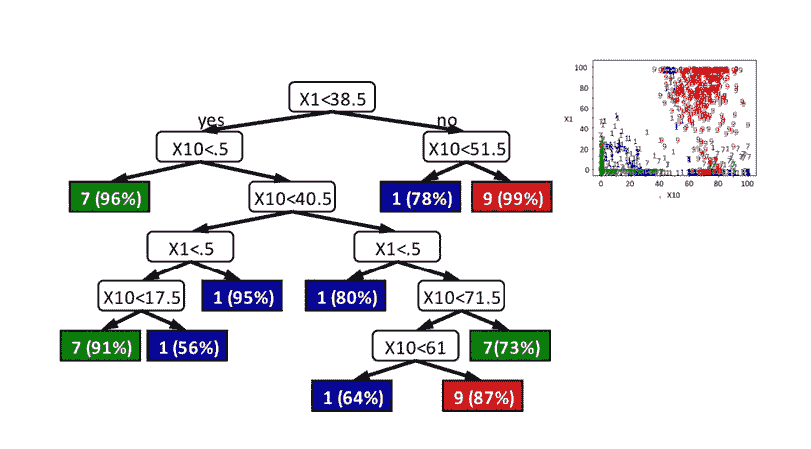 X1<38.5
yes
no
X10<.5
X10<51.5
7 (96%)
X10<40.5
1 (78%)
9 (99%)
X1<.5
X1<.5
X10<17.5
1 (95%)
1 (80%)
X10<71.5
7 (91%)
1 (56%)
X10<61
7(73%)
1 (64%)
9 (87%)
100
80
X1
60
40
20
0
0
20
40
60
80
100
X10